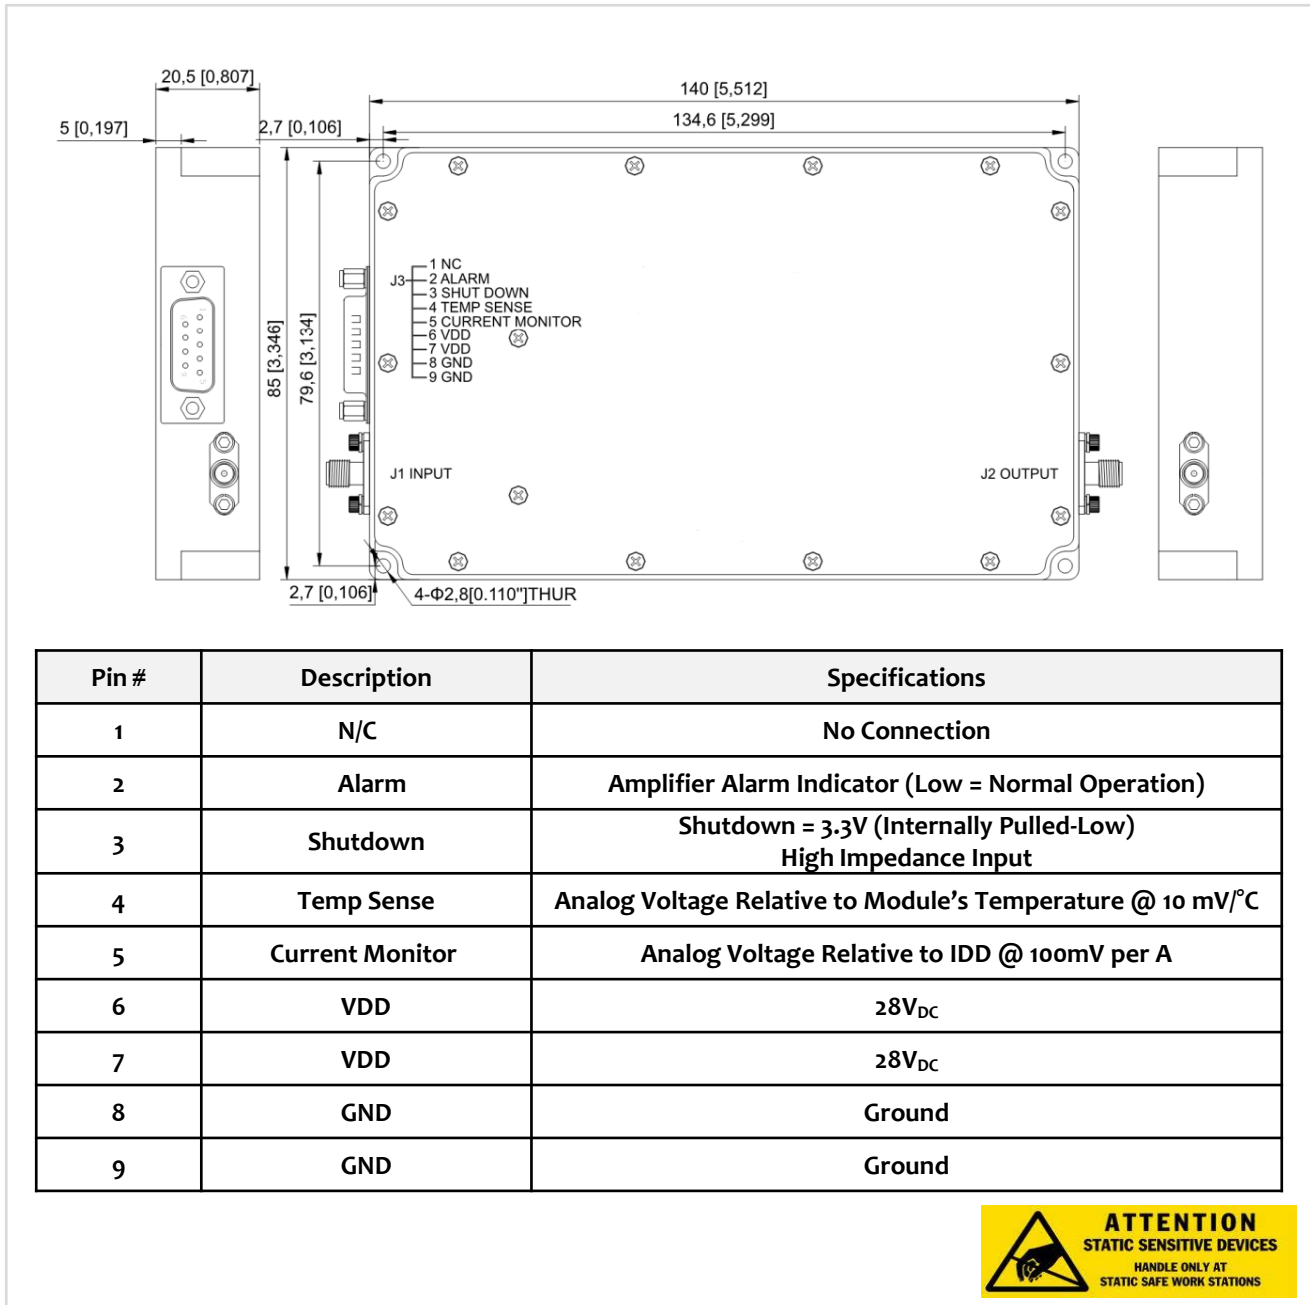 20,5 [0,807]
140 [5,512]
134,6 [5,299]
5 [0,197]
2,7 [0,106]
85 [3,346]
79,6 [3,134]
J3
1 NC
2 ALARM
3 SHUT DOWN
4 TEMP SENSE
5 CURRENT MONITOR
6 VDD
7 VDD
8 GND
9 GND
J1 INPUT
J2 OUTPUT
2,7 [0,106]
4-Φ2,8[0.110"]THUR
Pin # Description Specifications
1 N/C No Connection
2 Alarm Amplifier Alarm Indicator (Low = Normal Operation)
3 Shutdown Shutdown = 3.3V (Internally Pulled-Low)
High Impedance Input
4 Temp Sense Analog Voltage Relative to Module’s Temperature @ 10 mV/°C
5 Current Monitor Analog Voltage Relative to IDD @ 100mV per A
6 VDD 28VDC
7 VDD 28VDC
8 GND Ground
9 GND Ground
ATTENTION
STATIC SENSITIVE DEVICES
HANDLE ONLY AT
STATIC SAFE WORK STATIONS